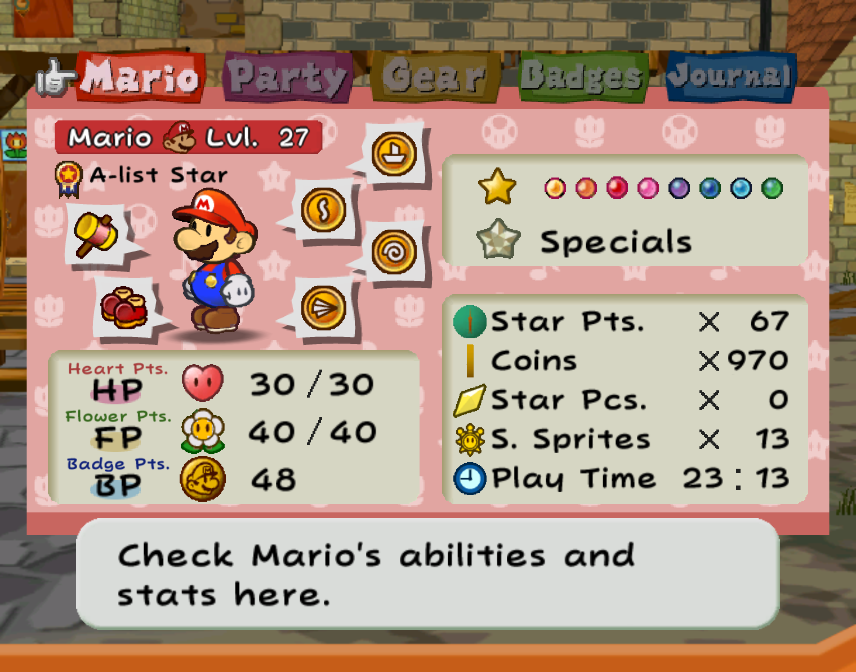 Mario Party Gear Badges Journal
Mario Lvl. 27
A-list Star
Specials
Heart Pts.
HP 30 / 30
Flower Pts.
FP 40 / 40
Badge Pts.
BP 48
Star Pts. × 67
Coins × 970
Star Pcs. × 0
S. Sprites × 13
Play Time 23 : 13
Check Mario's abilities and
stats here.